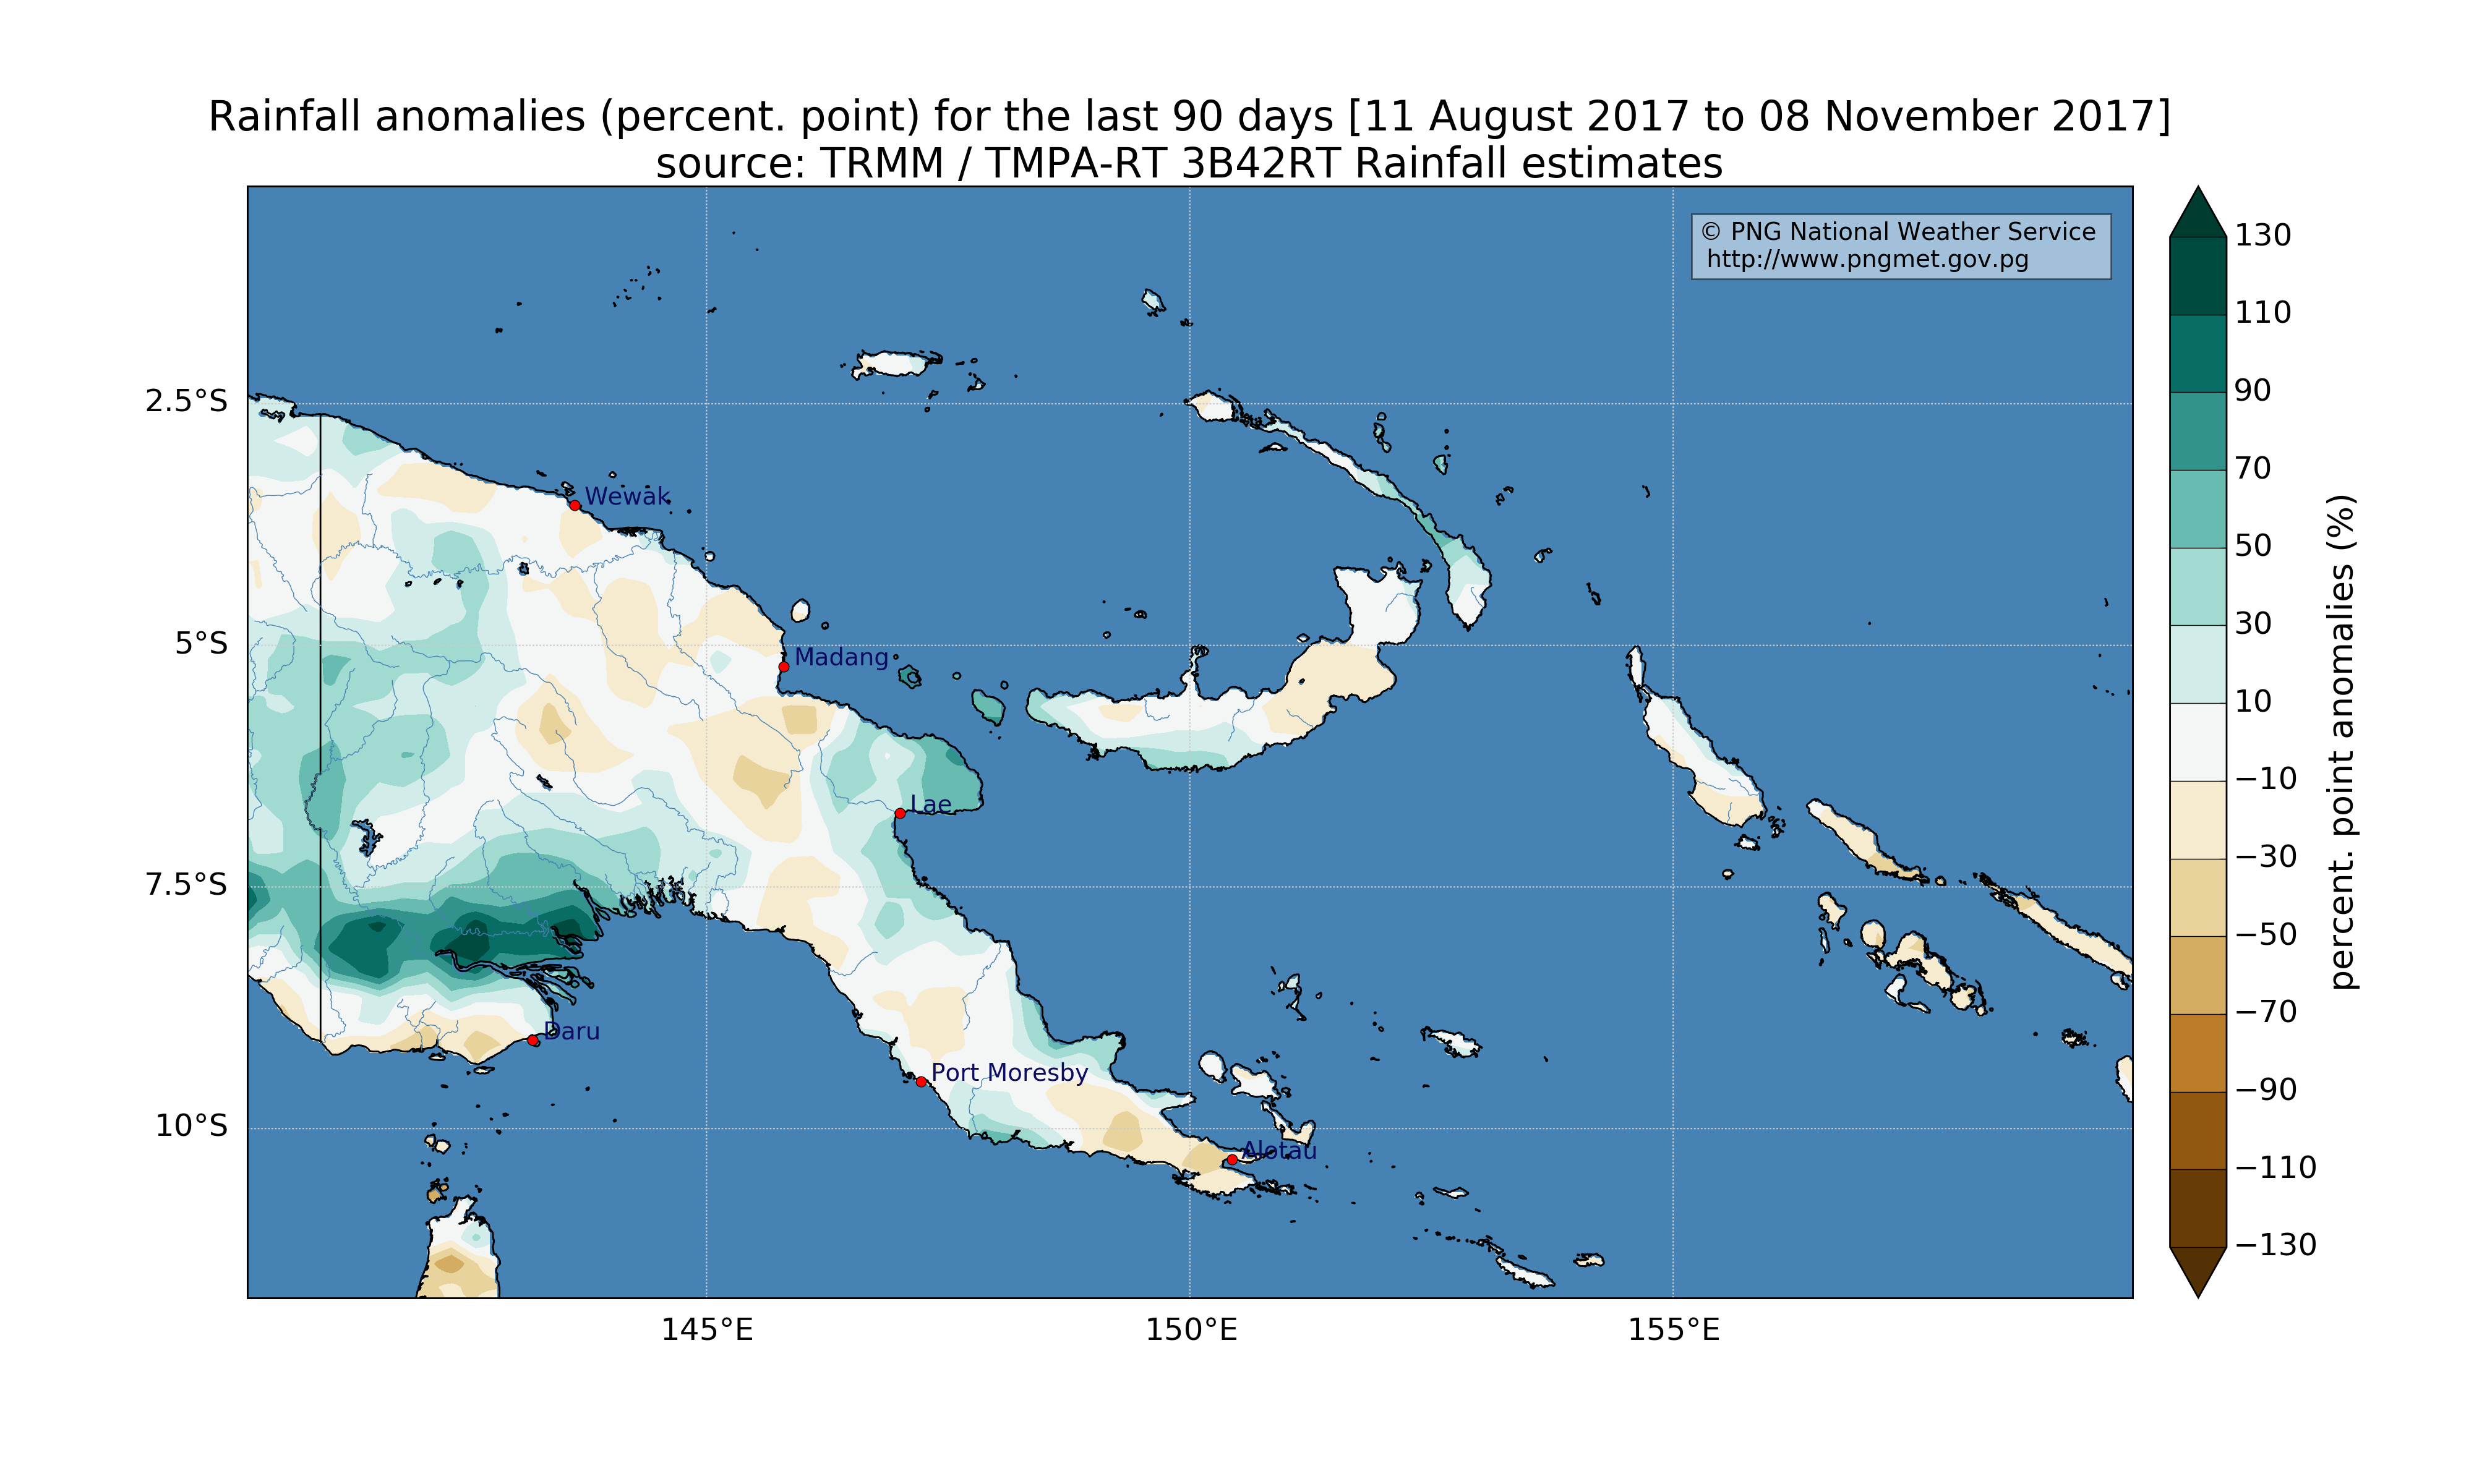 Rainfall anomalies (percent. point) for the last 90 days [11 August 2017 to 08 November 2017]
source: TRMM / TMPA-RT 3B42RT Rainfall estimates
© PNG National Weather Service
http://www.pngmet.gov.pg
2.5°S
5°S
7.5°S
10°S
145°E
150°E
155°E
Wewak
Madang
Lae
Daru
Port Moresby
Alotau
130
110
90
70
50
30
10
−10
−30
−50
−70
−90
−110
−130
percent. point anomalies (%)